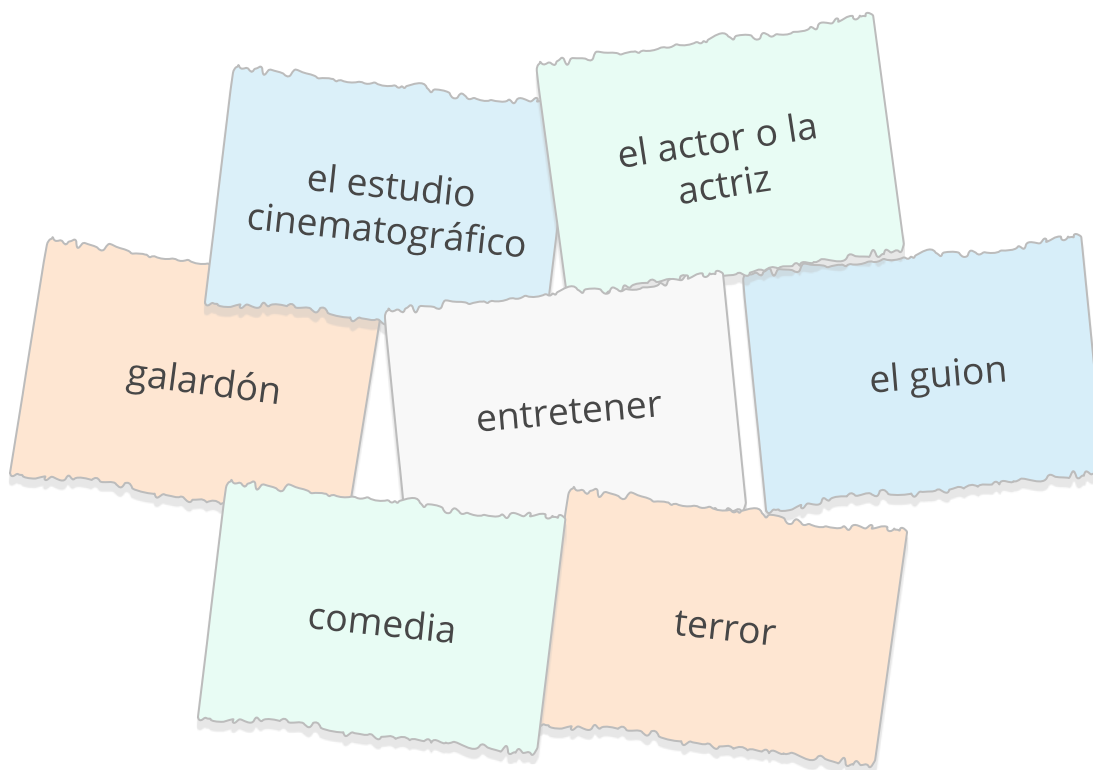 el estudio
cinematográfico
el actor o la
actriz
galardón
entretener
el guion
comedia
terror